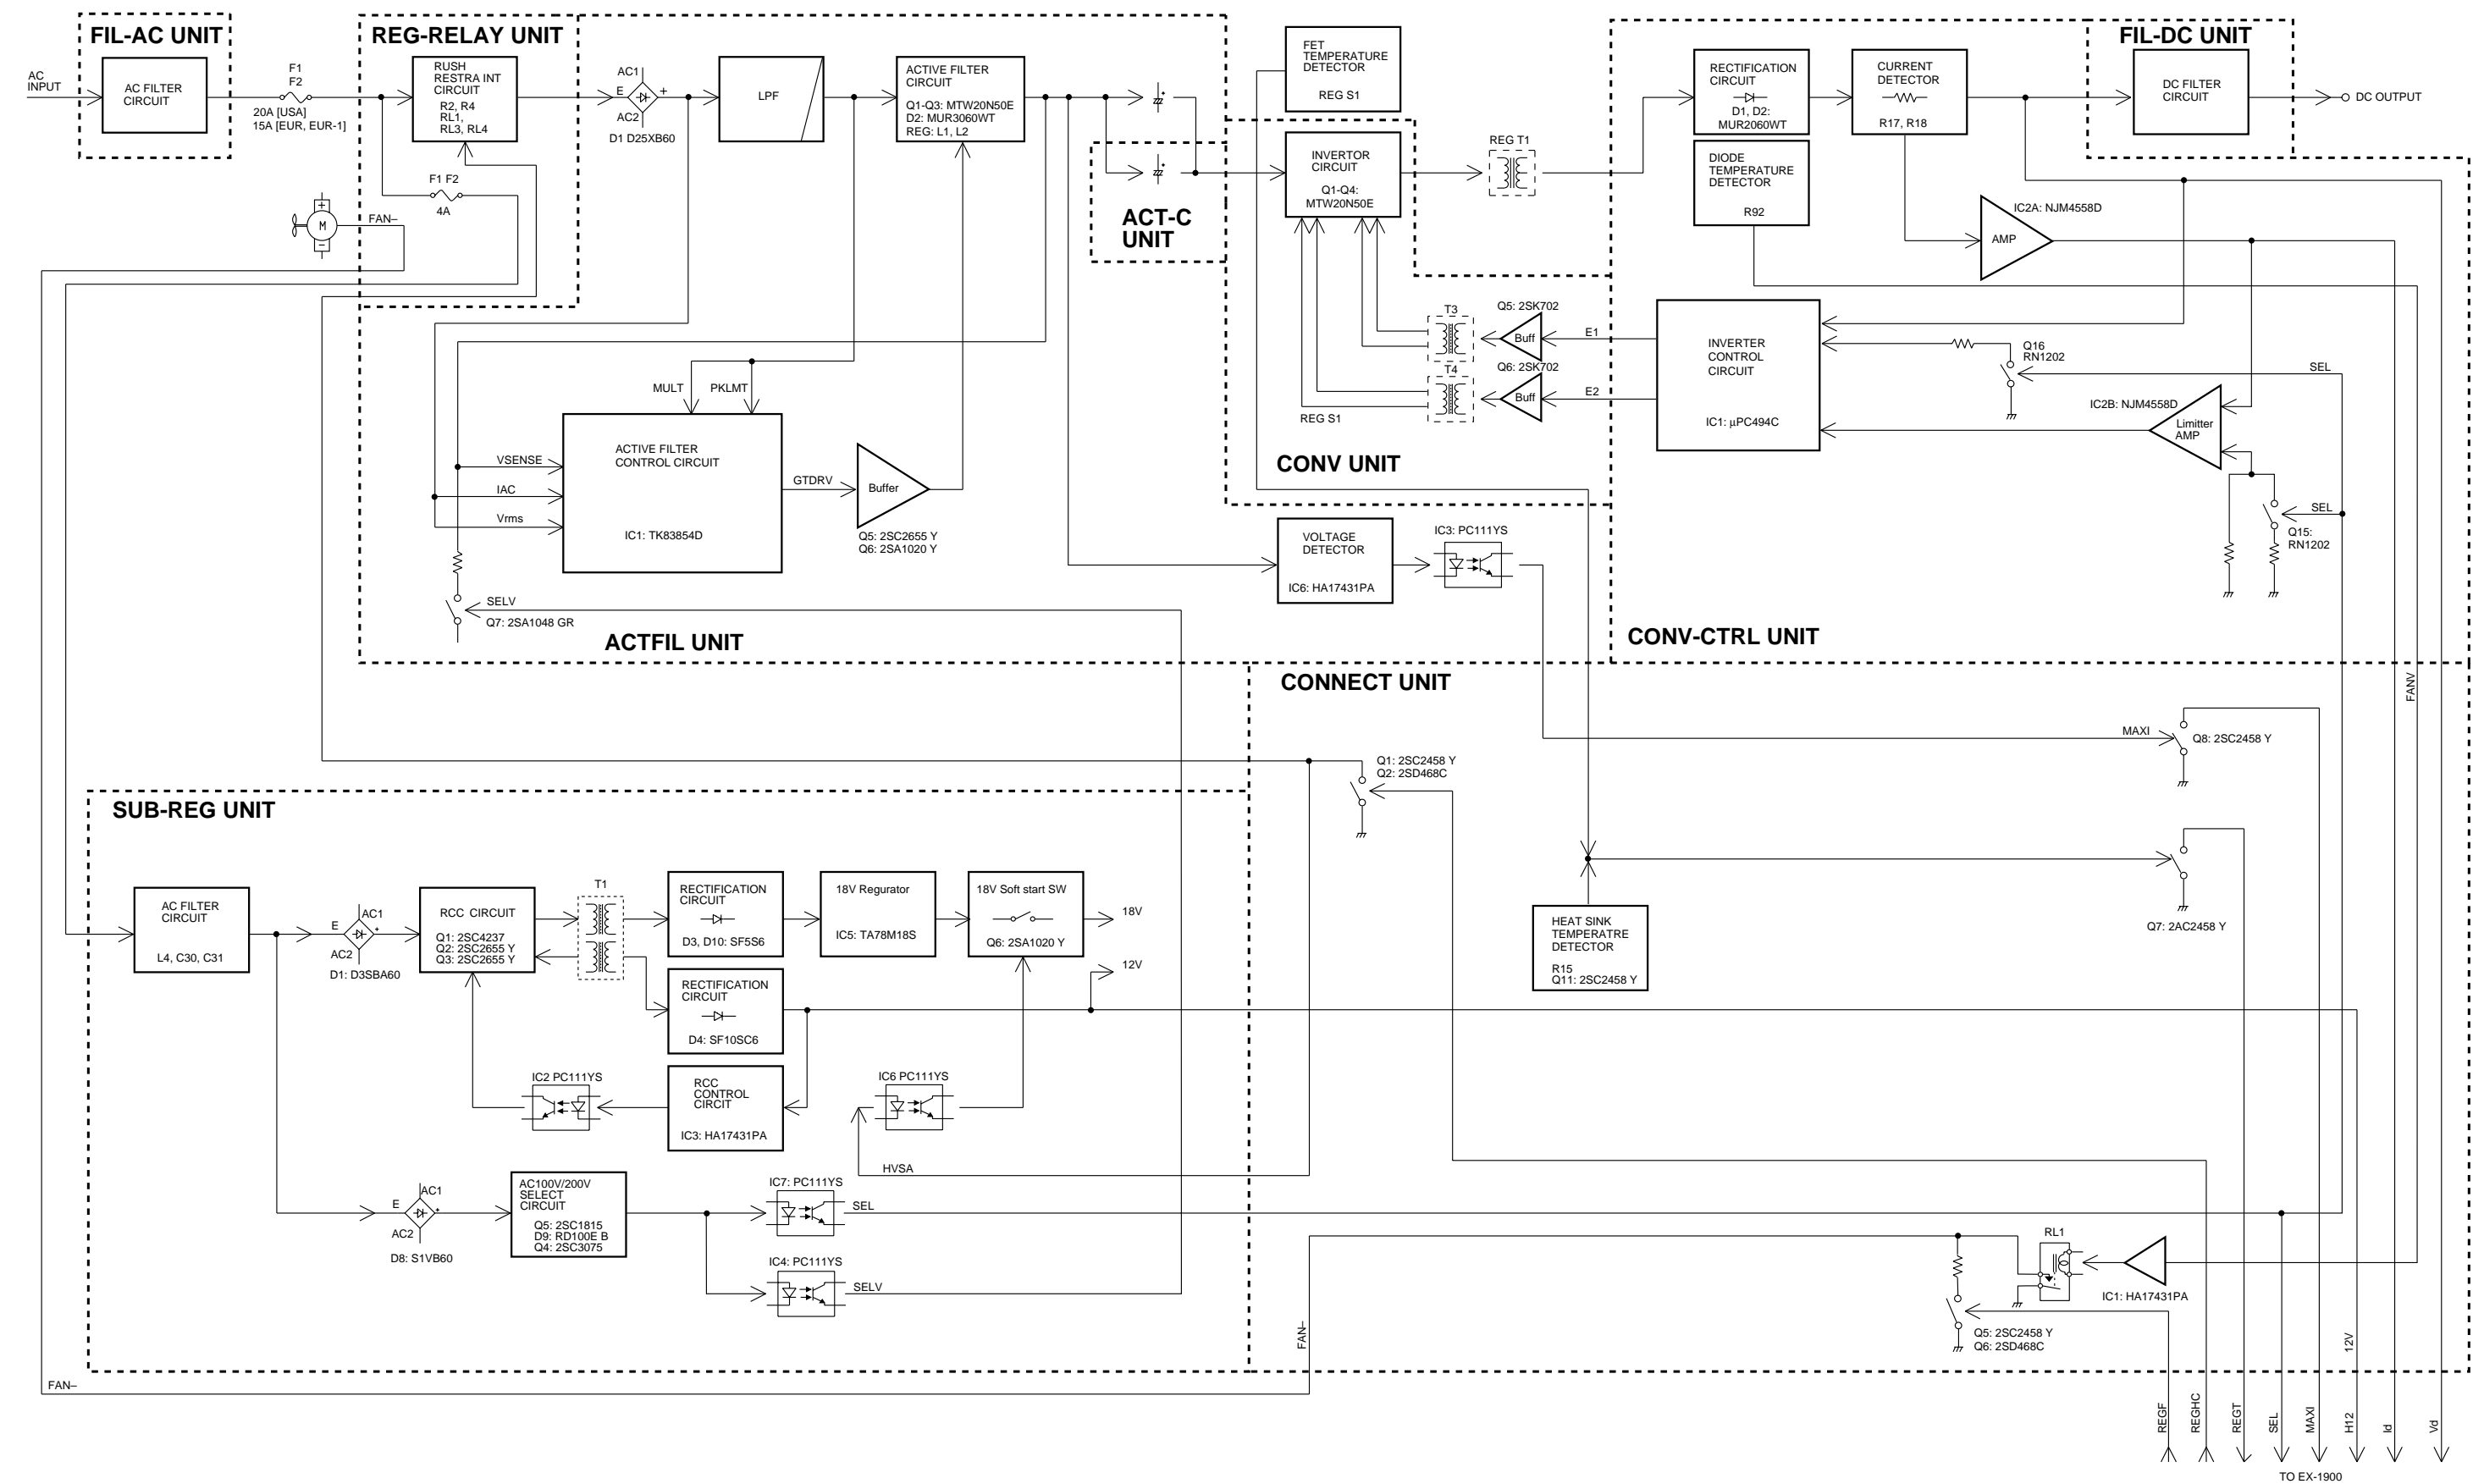 FIL-AC UNIT
AC
INPUT
AC FILTER
CIRCUIT
F1
F2
20A [USA]
15A [EUR, EUR-1]
REG-RELAY UNIT
RUSH
RESTRA INT
CIRCUIT
R2, R4
RL1,
RL3, RL4
F1 F2
4A
M
FAN–
AC1
E
+
AC2
D1 D25XB60
LPF
ACTIVE FILTER
CIRCUIT
Q1-Q3: MTW20N50E
D2: MUR3060WT
REG: L1, L2
ACT-C
UNIT
FET
TEMPERATURE
DETECTOR
REG S1
INVERTOR
CIRCUIT
Q1-Q4:
MTW20N50E
REG T1
RECTIFICATION
CIRCUIT
D1, D2:
MUR2060WT
CURRENT
DETECTOR
R17, R18
FIL-DC UNIT
DC FILTER
CIRCUIT
DC OUTPUT
DIODE
TEMPERATURE
DETECTOR
R92
IC2A: NJM4558D
AMP
T3
Q5: 2SK702
Buff
E1
T4
Q6: 2SK702
Buff
E2
REG S1
INVERTER
CONTROL
CIRCUIT
IC1: µPC494C
Q16
RN1202
SEL
IC2B: NJM4558D
Limitter
AMP
SEL
Q15:
RN1202
CONV UNIT
MULT
PKLMT
VSENSE
IAC
Vrms
ACTIVE FILTER
CONTROL CIRCUIT
IC1: TK83854D
GTDRV
Buffer
Q5: 2SC2655 Y
Q6: 2SA1020 Y
SELV
Q7: 2SA1048 GR
ACTFIL UNIT
VOLTAGE
DETECTOR
IC6: HA17431PA
IC3: PC111YS
CONV-CTRL UNIT
CONNECT UNIT
FANV
MAXI
Q8: 2SC2458 Y
Q1: 2SC2458 Y
Q2: 2SD468C
Q7: 2AC2458 Y
HEAT SINK
TEMPERATRE
DETECTOR
R15
Q11: 2SC2458 Y
SUB-REG UNIT
AC FILTER
CIRCUIT
L4, C30, C31
E
AC1
AC2
D1: D3SBA60
RCC CIRCUIT
Q1: 2SC4237
Q2: 2SC2655 Y
Q3: 2SC2655 Y
T1
RECTIFICATION
CIRCUIT
D3, D10: SF5S6
18V Regurator
IC5: TA78M18S
18V Soft start SW
Q6: 2SA1020 Y
18V
12V
RECTIFICATION
CIRCUIT
D4: SF10SC6
IC2 PC111YS
RCC
CONTROL
CIRCIT
IC3: HA17431PA
IC6 PC111YS
HVSA
E
AC1
AC2
D8: S1VB60
AC100V/200V
SELECT
CIRCUIT
Q5: 2SC1815
D9: RD100E B
Q4: 2SC3075
IC7: PC111YS
SEL
IC4: PC111YS
SELV
RL1
IC1: HA17431PA
Q5: 2SC2458 Y
Q6: 2SD468C
FAN–
FAN–
12V
REGF
REGHC
REGT
SEL
MAXI
H12
Id
Vd
TO EX-1900